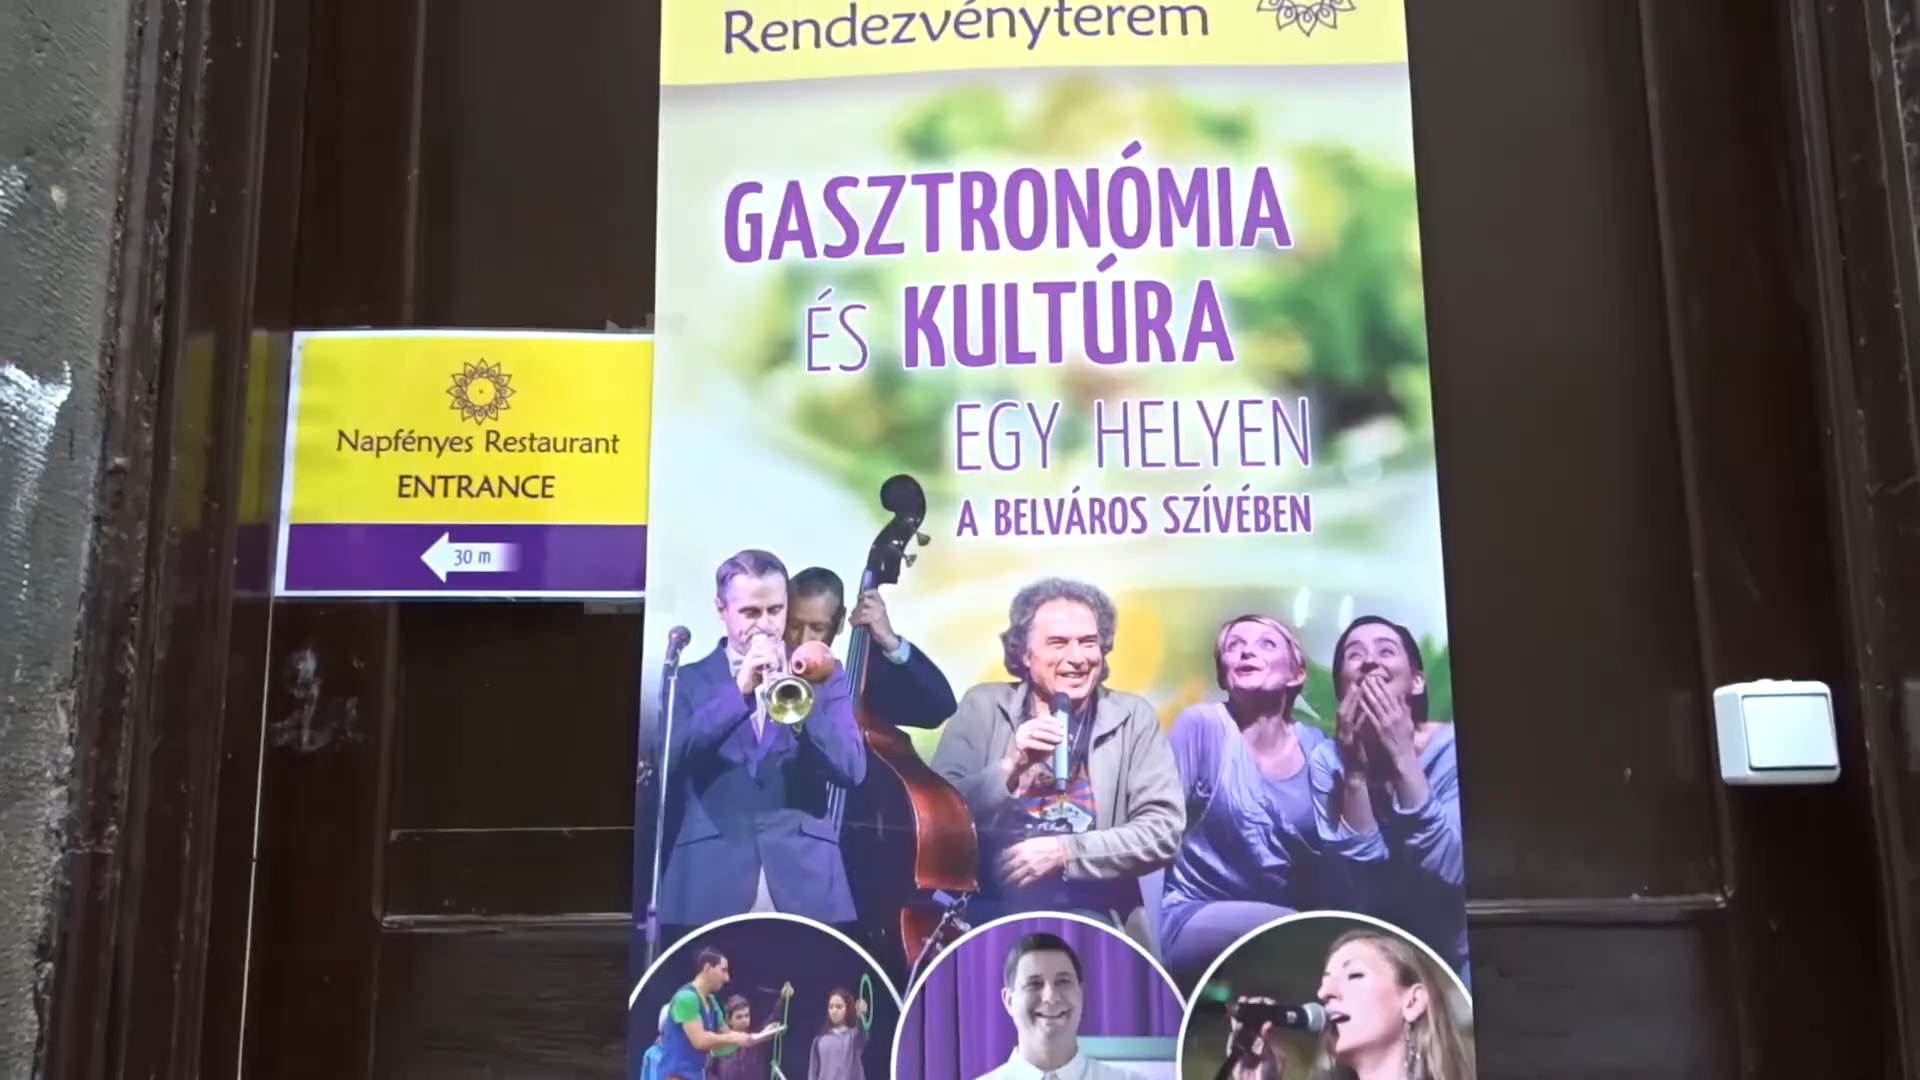 Rendezvényterem
GASZTRONÓMIA
ÉS KULTÚRA
EGY HELYEN
A BELVÁROS SZÍVÉBEN
Napfényes Restaurant
ENTRANCE
30 m